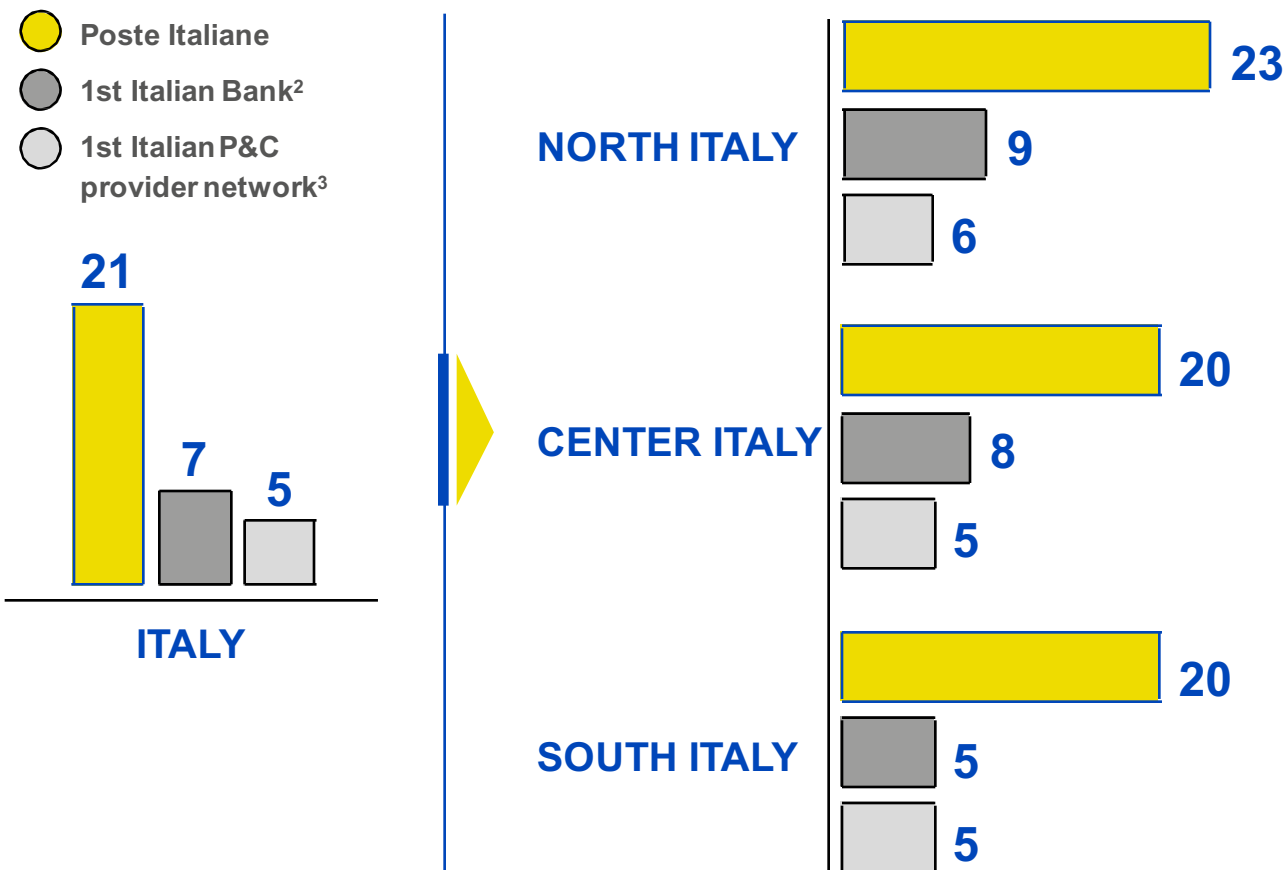 Poste Italiane
1st Italian Bank²
1st Italian P&C
provider network³
21
7
5
ITALY
NORTH ITALY
23
9
6
CENTER ITALY
20
8
5
SOUTH ITALY
20
5
5